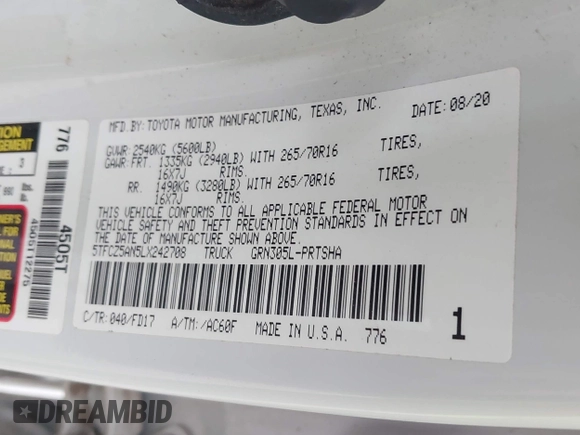 MFD.BY: TOYOTA MOTOR MANUFACTURING, TEXAS, INC. DATE: 08/20
GVWR: 2540KG (5600LB)
GAWR: FRT. 1335KG (2940LB) WITH 265/70R16 TIRES,
16X7J RIMS.
RR. 1490KG (3280LB) WITH 265/70R16 TIRES,
16X7J RIMS.
THIS VEHICLE CONFORMS TO ALL APPLICABLE FEDERAL MOTOR
VEHICLE SAFETY AND THEFT PREVENTION STANDARDS IN EFFECT ON
THE DATE OF MANUFACTURE SHOWN ABOVE.
5TFCZ5AN5LX242708 TRUCK GRN305L-PRTSHA
C/TR: 040/FD17 A/TM: /AC60F MADE IN U.S.A. 776
1
776
4505T
4505T12275
3
DREAMBID